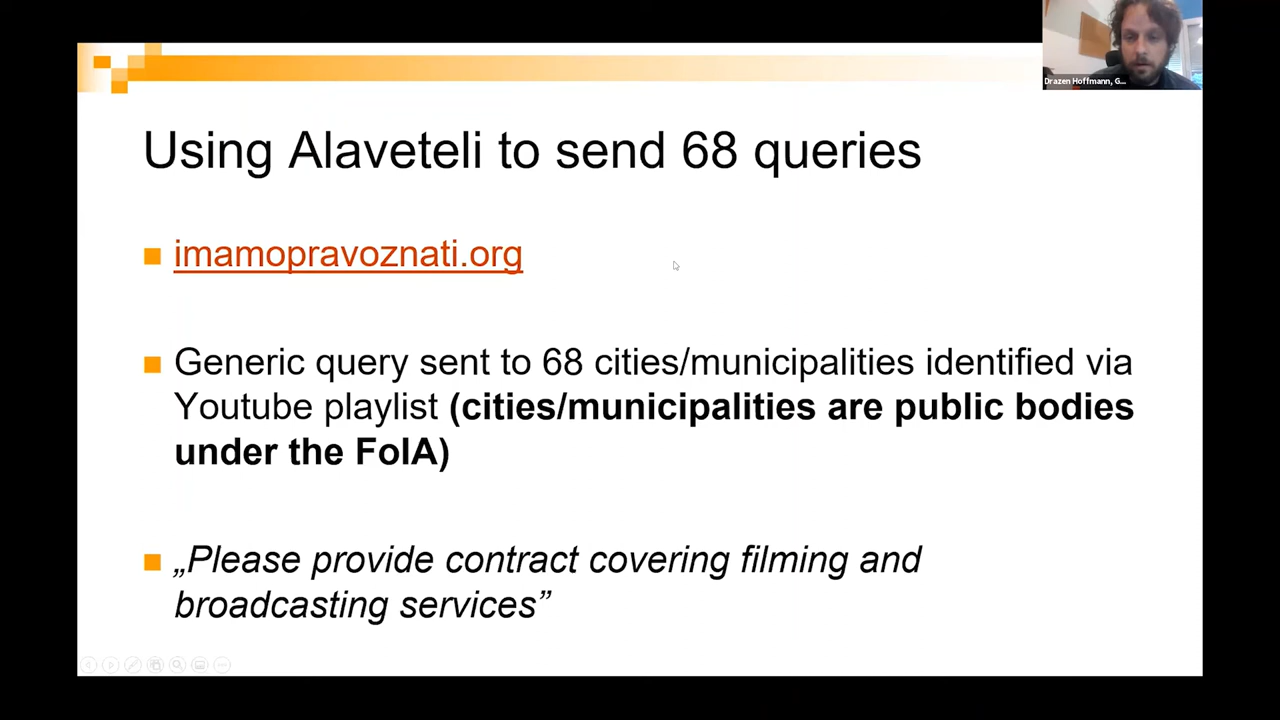 Drazen Hoffmann, G...
Using Alaveteli to send 68 queries
imamopravoznati.org
Generic query sent to 68 cities/municipalities identified via
Youtube playlist (cities/municipalities are public bodies
under the FoIA)
„Please provide contract covering filming and
broadcasting services”